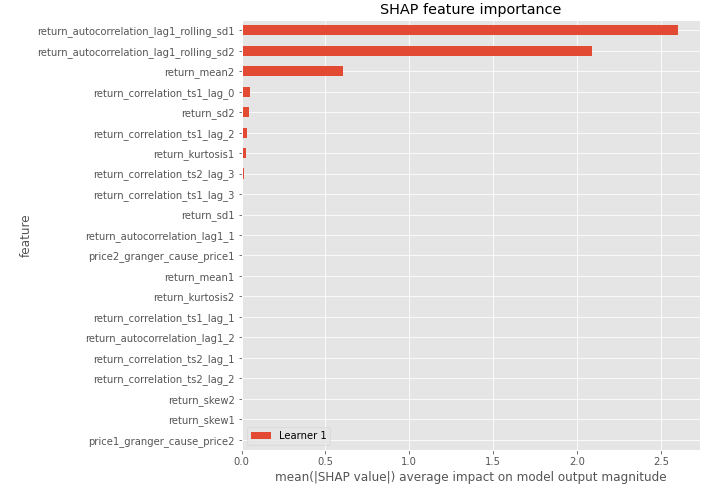 SHAP feature importance
return_autocorrelation_lag1_rolling_sd1
return_autocorrelation_lag1_rolling_sd2
return_mean2
return_correlation_ts1_lag_0
return_sd2
return_correlation_ts1_lag_2
return_kurtosis1
return_correlation_ts2_lag_3
return_correlation_ts1_lag_3
return_sd1
return_autocorrelation_lag1_1
price2_granger_cause_price1
return_mean1
return_kurtosis2
return_correlation_ts1_lag_1
return_autocorrelation_lag1_2
return_correlation_ts2_lag_1
return_correlation_ts2_lag_2
return_skew2
return_skew1
price1_granger_cause_price2
feature
Learner 1
0.0 0.5 1.0 1.5 2.0 2.5
mean(|SHAP value|) average impact on model output magnitude